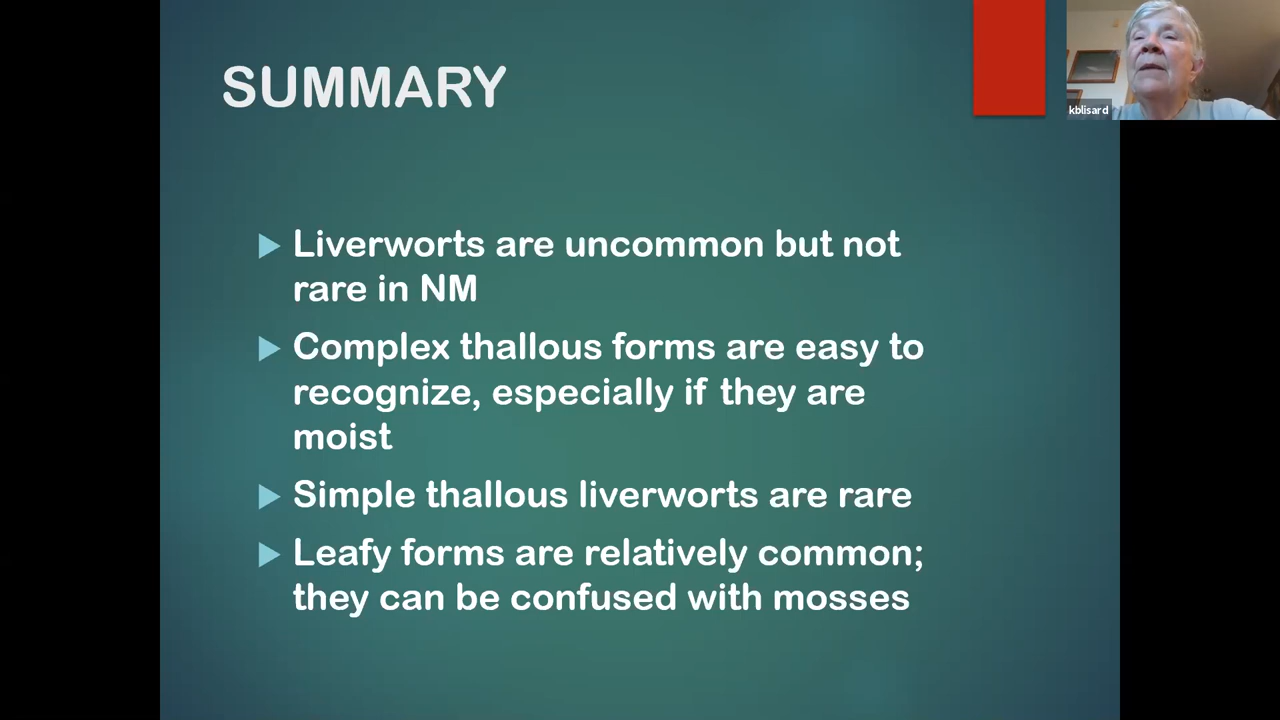 SUMMARY
kblisard
Liverworts are uncommon but not
rare in NM
Complex thallous forms are easy to
recognize, especially if they are
moist
Simple thallous liverworts are rare
Leafy forms are relatively common;
they can be confused with mosses